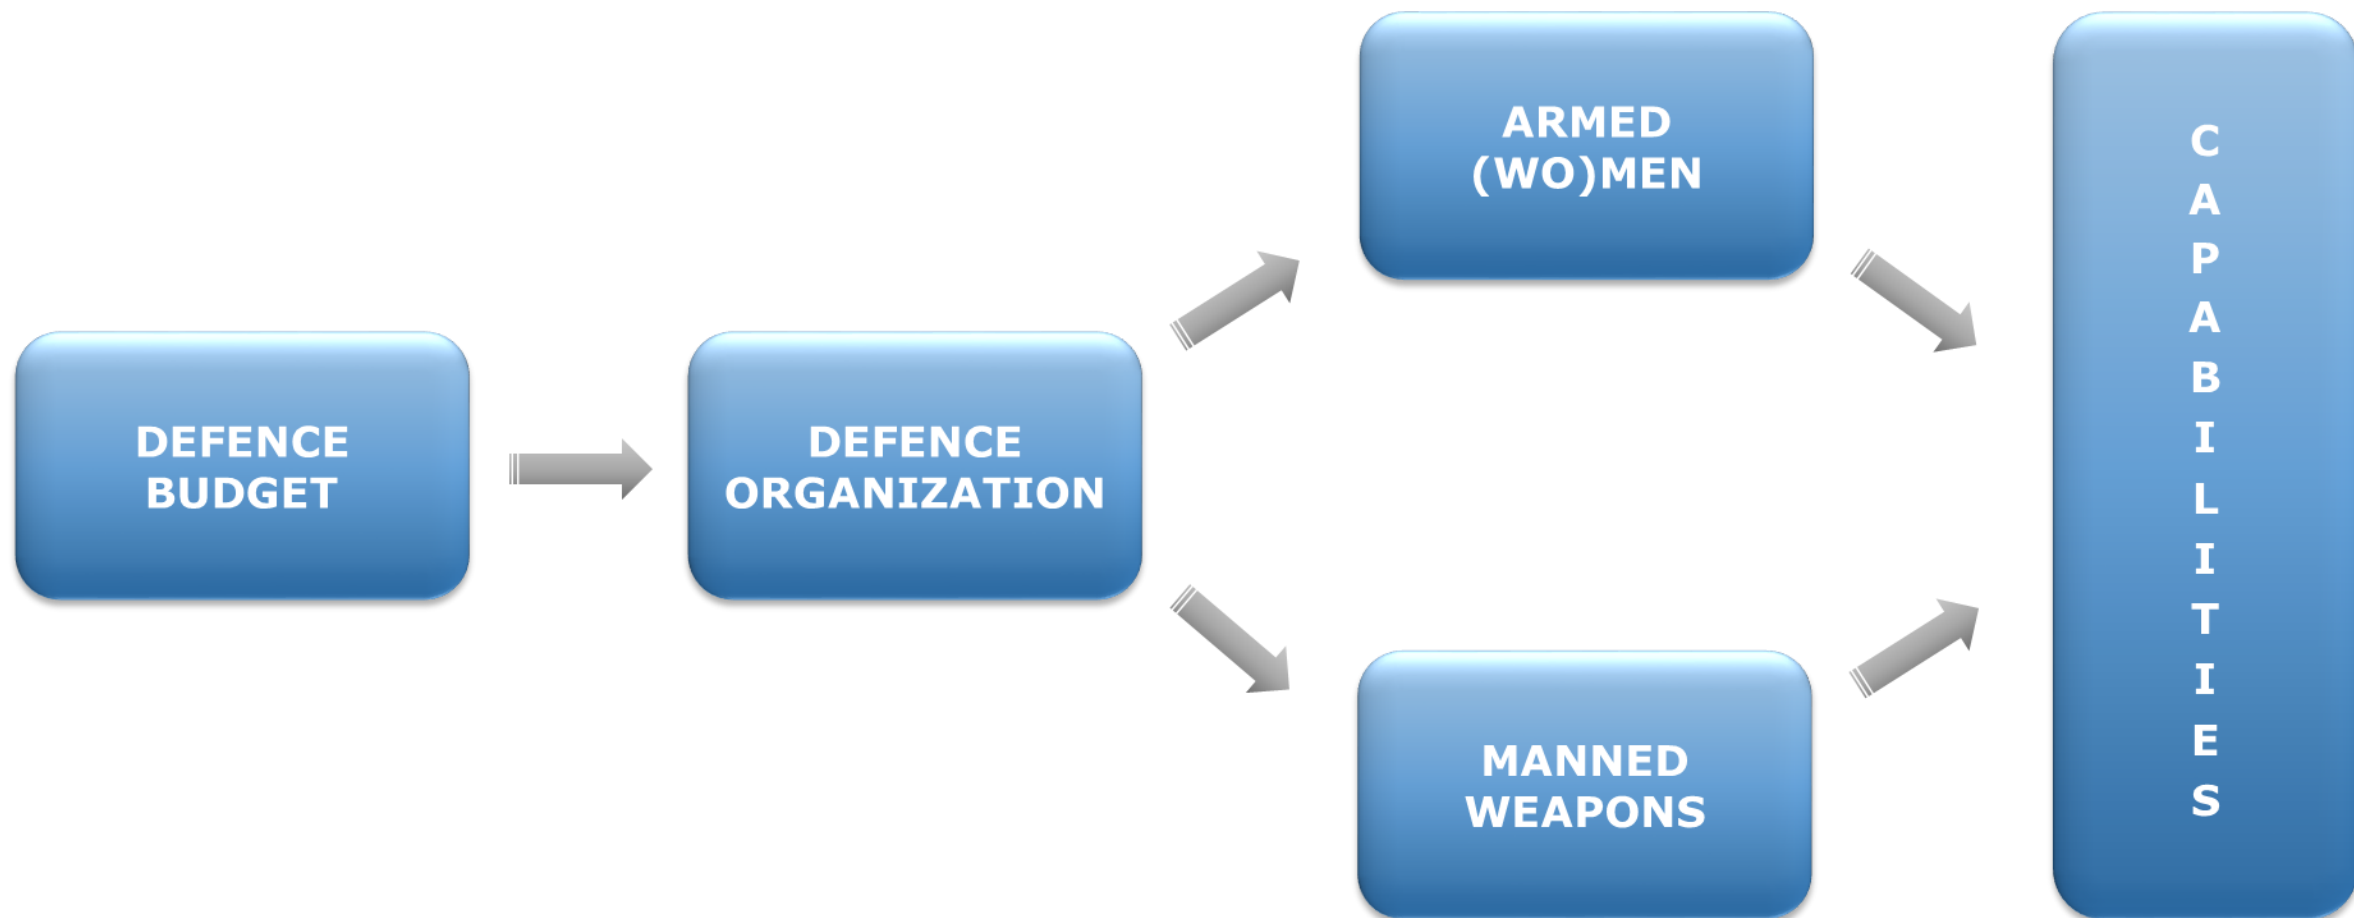 DEFENCE
BUDGET
DEFENCE
ORGANIZATION
ARMED
(WO)MEN
MANNED
WEAPONS
C
A
P
A
B
I
L
I
T
I
E
S